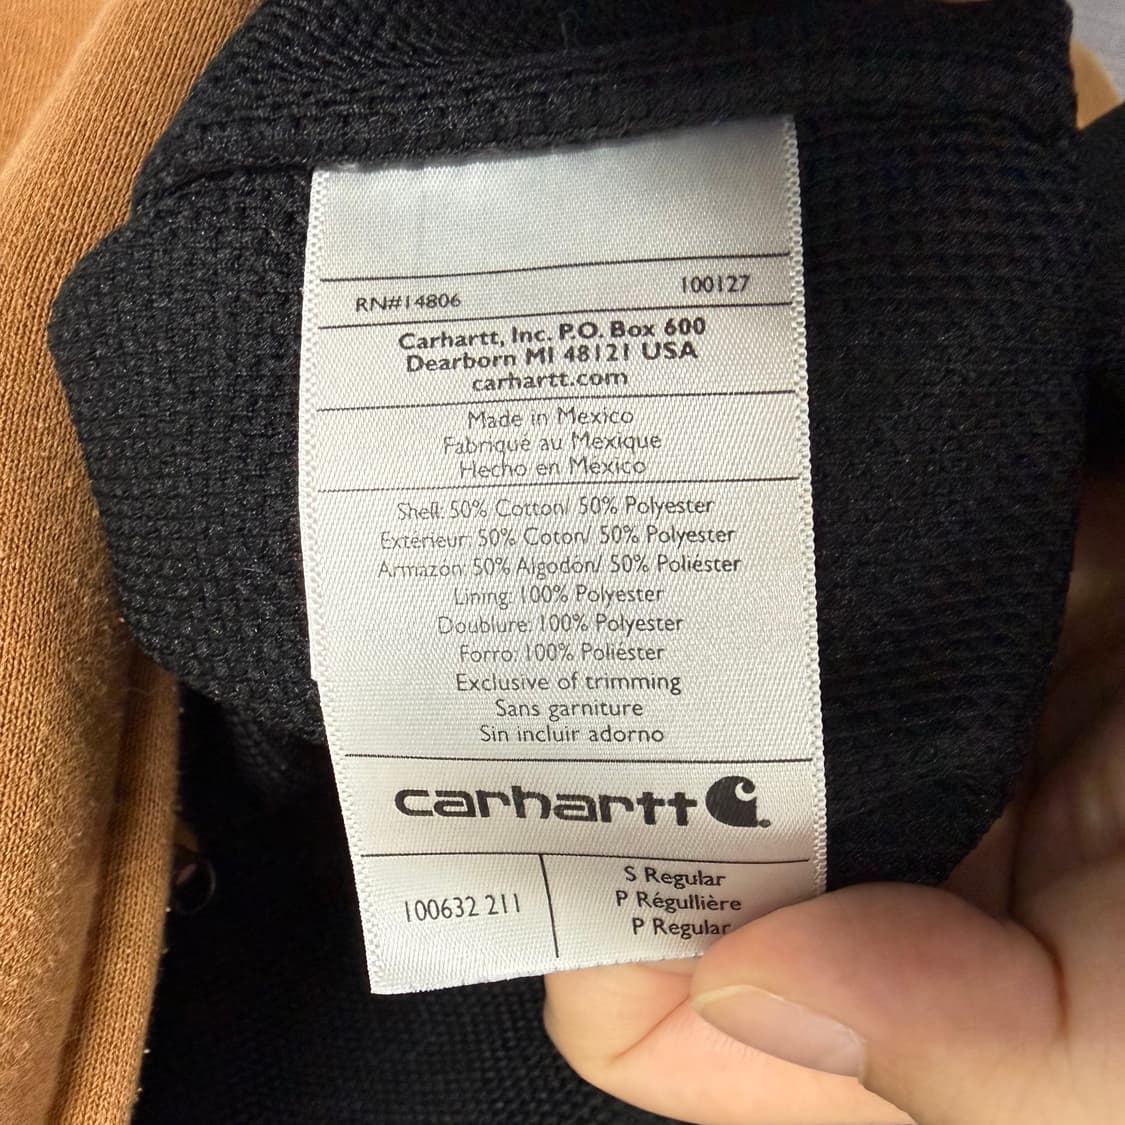 RN#14806 100127
Carhartt, Inc. P.O. Box 600
Dearborn MI 48121 USA
carhartt.com
Made in Mexico
Fabriqué au Mexique
Hecho en México
Shell: 50% Cotton/ 50% Polyester
Extérieur: 50% Coton/ 50% Polyester
Armazón: 50% Algodón/ 50% Poliéster
Lining: 100% Polyester
Doublure: 100% Polyester
Forro: 100% Poliéster
Exclusive of trimming
Sans garniture
Sin incluir adorno
carhartt
100632 211
S Regular
P Régullière
P Regular